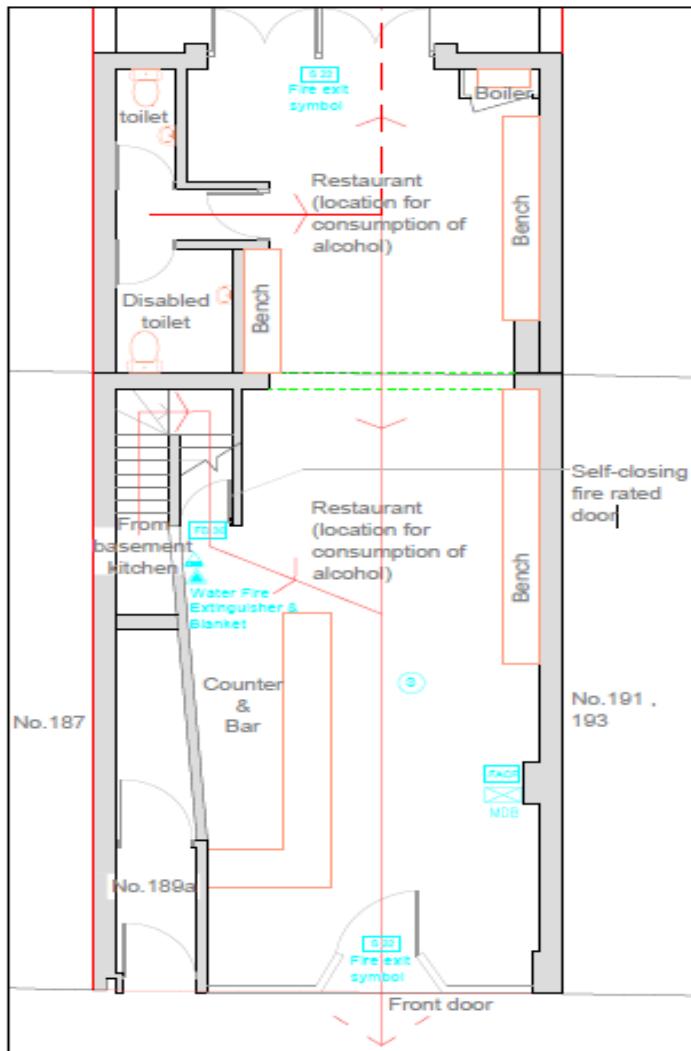 S 22
Fire exit
symbol
Boiler
toilet
Restaurant
(location for
consumption of
alcohol)
Bench
Disabled
toilet
Bench
Self-closing
fire rated
door
Restaurant
(location for
consumption of
alcohol)
From
basement
kitchen
FD 30
Water Fire
Extinguisher &
Blanket
Bench
Counter
&
Bar
S
No.187
No.191 ,
193
FACP
MDB
No.189a
S 22
Fire exit
symbol
Front door